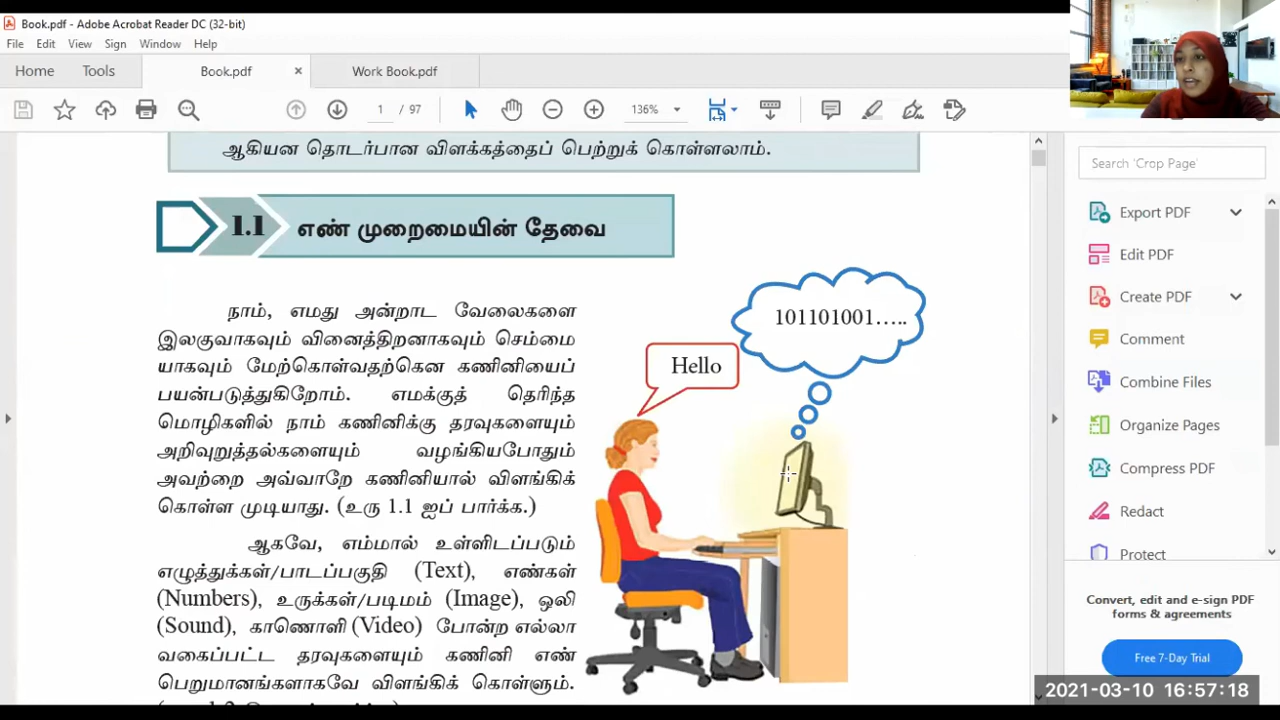 Book.pdf - Adobe Acrobat Reader DC (32-bit)
File Edit View Sign Window Help
Home Tools Book.pdf × Work Book.pdf
1 / 97 136%
ஆகியன தொடர்பான விளக்கத்தைப் பெற்றுக் கொள்ளலாம்.
1.1 எண் முறைமையின் தேவை
நாம், எமது அன்றாட வேலைகளை
இலகுவாகவும் வினைத்திறனாகவும் செம்மை
யாகவும் மேற்கொள்வதற்கென கணினியைப்
பயன்படுத்துகிறோம். எமக்குத் தெரிந்த
மொழிகளில் நாம் கணினிக்கு தரவுகளையும்
அறிவுறுத்தல்களையும் வழங்கியபோதும்
அவற்றை அவ்வாறே கணினியால் விளங்கிக்
கொள்ள முடியாது. (உரு 1.1 ஐப் பார்க்க.)
ஆகவே, எம்மால் உள்ளிடப்படும்
எழுத்துக்கள்/பாடப்பகுதி (Text), எண்கள்
(Numbers), உருக்கள்/படிமம் (Image), ஒலி
(Sound), காணொளி (Video) போன்ற எல்லா
வகைப்பட்ட தரவுகளையும் கணினி எண்
பெறுமானங்களாகவே விளங்கிக் கொள்ளும்.
101101001.....
Hello
Search 'Crop Page'
Export PDF
Edit PDF
Create PDF
Comment
Combine Files
Organize Pages
Compress PDF
Redact
Protect
Convert, edit and e-sign PDF
forms & agreements
Free 7-Day Trial
2021-03-10 16:57:18